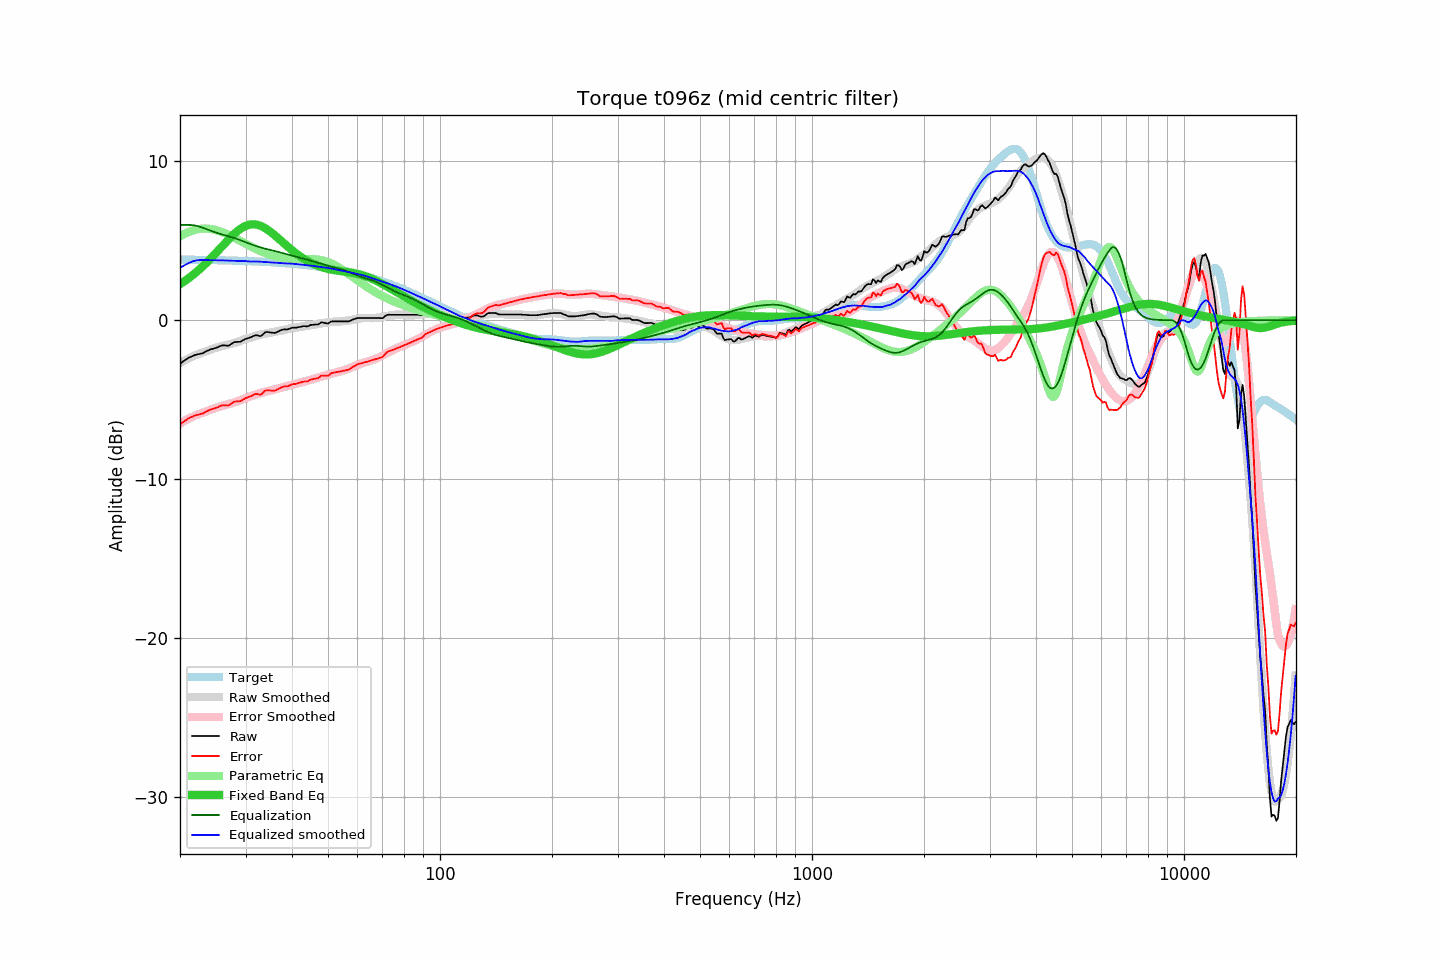 Torque t096z (mid centric filter)
10
0
−10
−20
−30
Amplitude (dBr)
Target
Raw Smoothed
Error Smoothed
Raw
Error
Parametric Eq
Fixed Band Eq
Equalization
Equalized smoothed
100
1000
10000
Frequency (Hz)